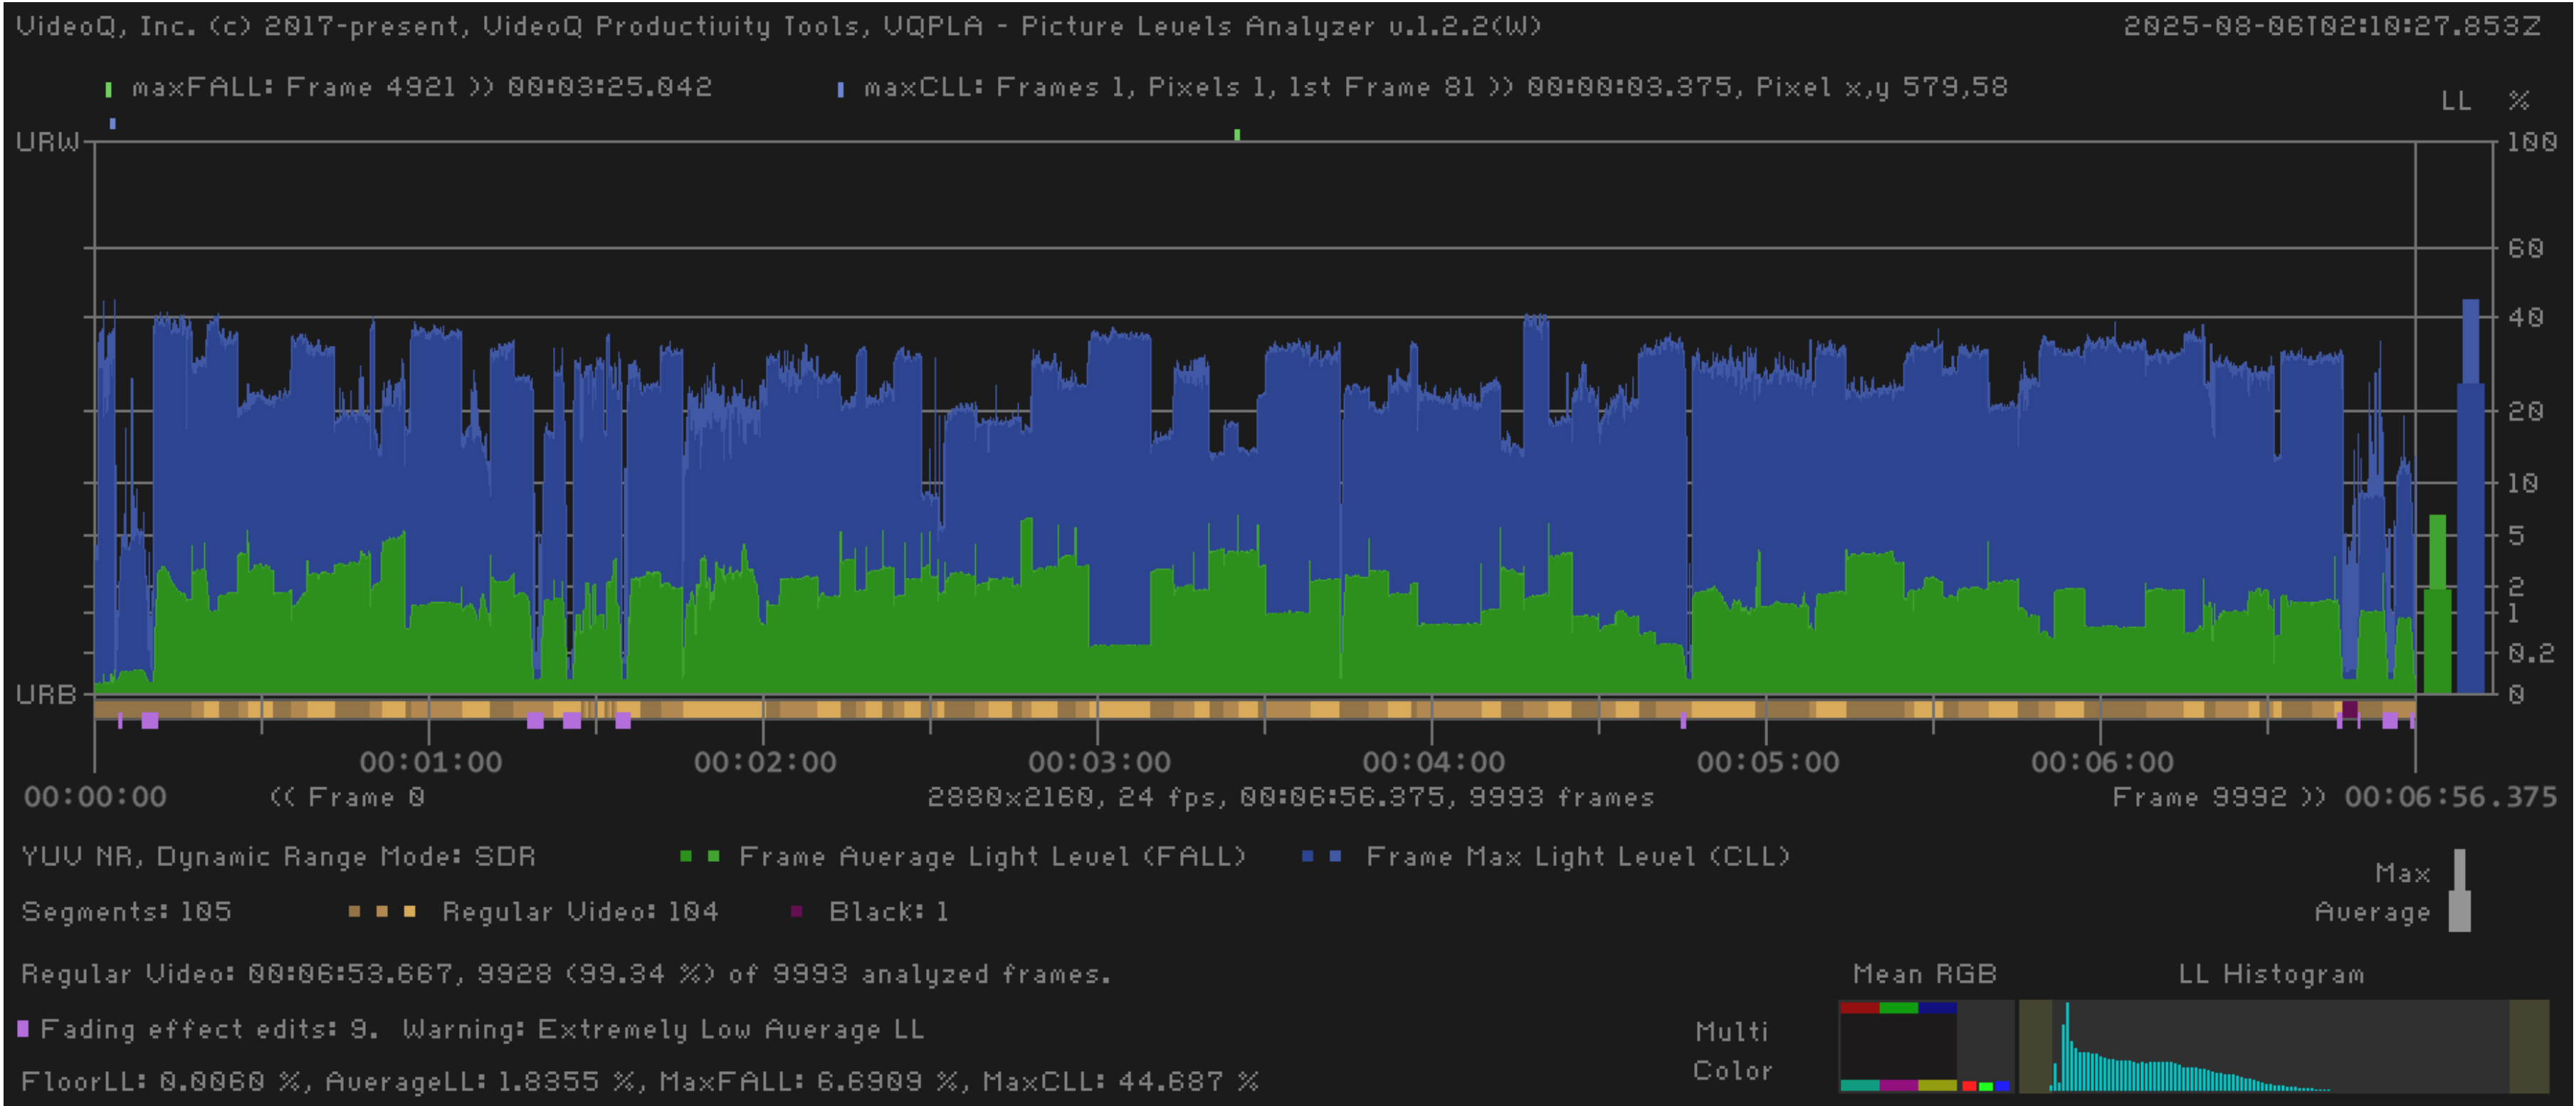 VideoQ, Inc. (c) 2017-present, VideoQ Productivity Tools, VQPLA - Picture Levels Analyzer v.1.2.2(W) 2025-08-06T02:10:27.853Z
maxFALL: Frame 4921 >> 00:03:25.042 maxCLL: Frames 1, Pixels 1, 1st Frame 81 >> 00:00:03.375, Pixel x,y 579,58
LL %
URW 100
60
40
20
10
5
2
1
0.2
URB 0
00:01:00 00:02:00 00:03:00 00:04:00 00:05:00 00:06:00
00:00:00 << Frame 0 2880x2160, 24 fps, 00:06:56.375, 9993 frames Frame 9992 >> 00:06:56.375
YUV NR, Dynamic Range Mode: SDR Frame Average Light Level (FALL) Frame Max Light Level (CLL)
Max
Segments: 105 Regular Video: 104 Black: 1 Average
Regular Video: 00:06:53.667, 9928 (99.34 %) of 9993 analyzed frames. Mean RGB LL Histogram
Fading effect edits: 9. Warning: Extremely Low Average LL Multi
Color
FloorLL: 0.0060 %, AverageLL: 1.8355 %, MaxFALL: 6.6909 %, MaxCLL: 44.687 %